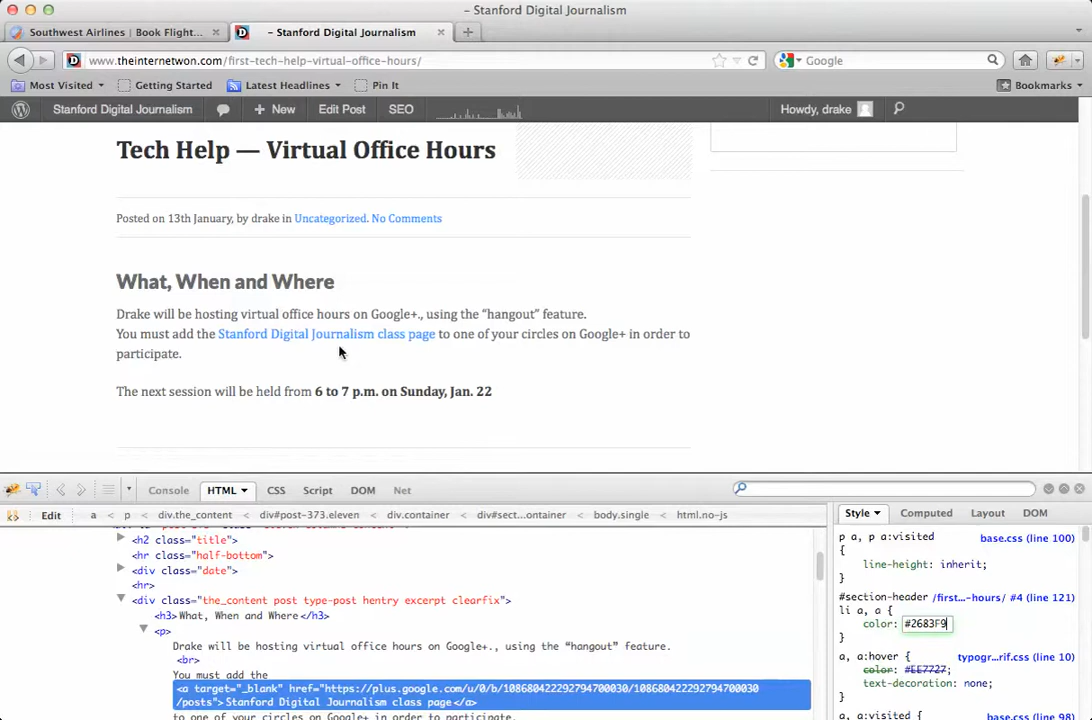 – Stanford Digital Journalism
Southwest Airlines | Book Flight...
– Stanford Digital Journalism
www.theinternetwon.com/first-tech-help-virtual-office-hours/
Google
Most Visited
Getting Started
Latest Headlines
Pin It
Bookmarks
Stanford Digital Journalism
New
Edit Post
SEO
Howdy, drake
Tech Help — Virtual Office Hours
Posted on 13th January, by drake in Uncategorized. No Comments
What, When and Where
Drake will be hosting virtual office hours on Google+., using the “hangout” feature.
You must add the Stanford Digital Journalism class page to one of your circles on Google+ in order to
participate.
The next session will be held from 6 to 7 p.m. on Sunday, Jan. 22
Console
HTML
CSS
Script
DOM
Net
Edit
a < p < div.the_content < div#post-373.eleven < div.container < div#sect...ontainer < body.single < html.no-js
Style
Computed
Layout
DOM
<h2 class="title">
<hr class="half-bottom">
<div class="date">
<hr>
<div class="the_content post type-post hentry excerpt clearfix">
<h3>What, When and Where</h3>
<p>
Drake will be hosting virtual office hours on Google+., using the “hangout” feature.
<br>
You must add the
<a target="_blank" href="https://plus.google.com/u/0/b/108680422292794700030/108680422292794700030
/posts">Stanford Digital Journalism class page</a>
to one of your circles on Google+ in order to participate.
p a, p a:visited base.css (line 100)
{
line-height: inherit;
}
#section-header /first...-hours/ #4 (line 121)
li a, a {
color: #2683F9
}
a, a:hover { typogr...rif.css (line 10)
color: #EE7727;
text-decoration: none;
}
a, a:visited { base.css (line 98)